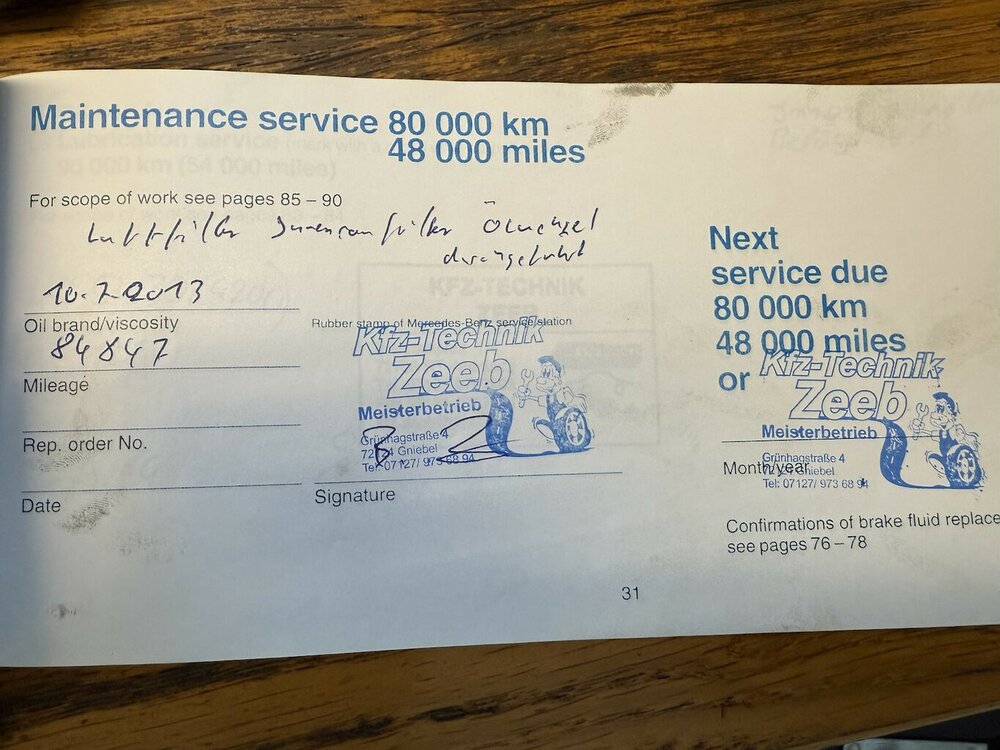 Maintenance service 80 000 km
48 000 miles
For scope of work see pages 85 – 90
Luftfilter Innenraumfilter Ölwechsel
durchgeführt
10.7.2013
Oil brand/viscosity
84847
Mileage
Rep. order No.
Date
Rubber stamp of Mercedes-Benz service station
Kfz-Technik
Zeeb
Meisterbetrieb
Grünhagstraße 4
Gniebel
Tel: 07127/ 973 68 94
Signature
Next
service due
80 000 km
48 000 miles
or
Kfz-Technik
Zeeb
Meisterbetrieb
Grünhagstraße 4
Gniebel
Tel: 07127/ 973 68 94
Month/year
Confirmations of brake fluid replace
see pages 76 – 78
31